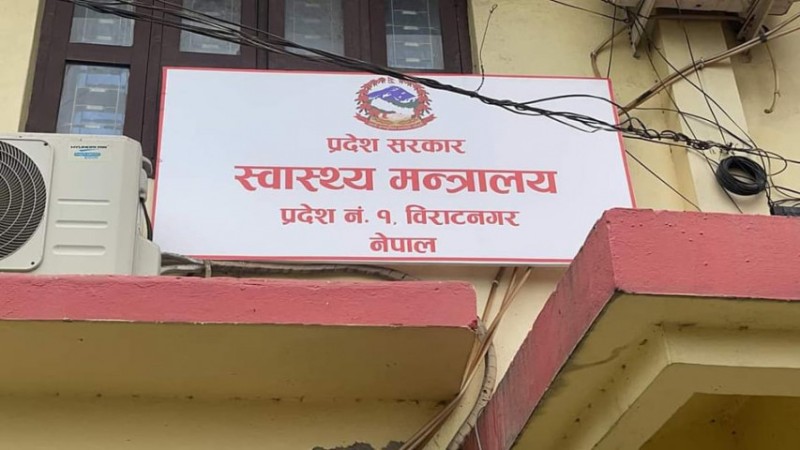 प्रदेश सरकार
स्वास्थ्य मन्त्रालय
प्रदेश नं. १, विराटनगर
नेपाल